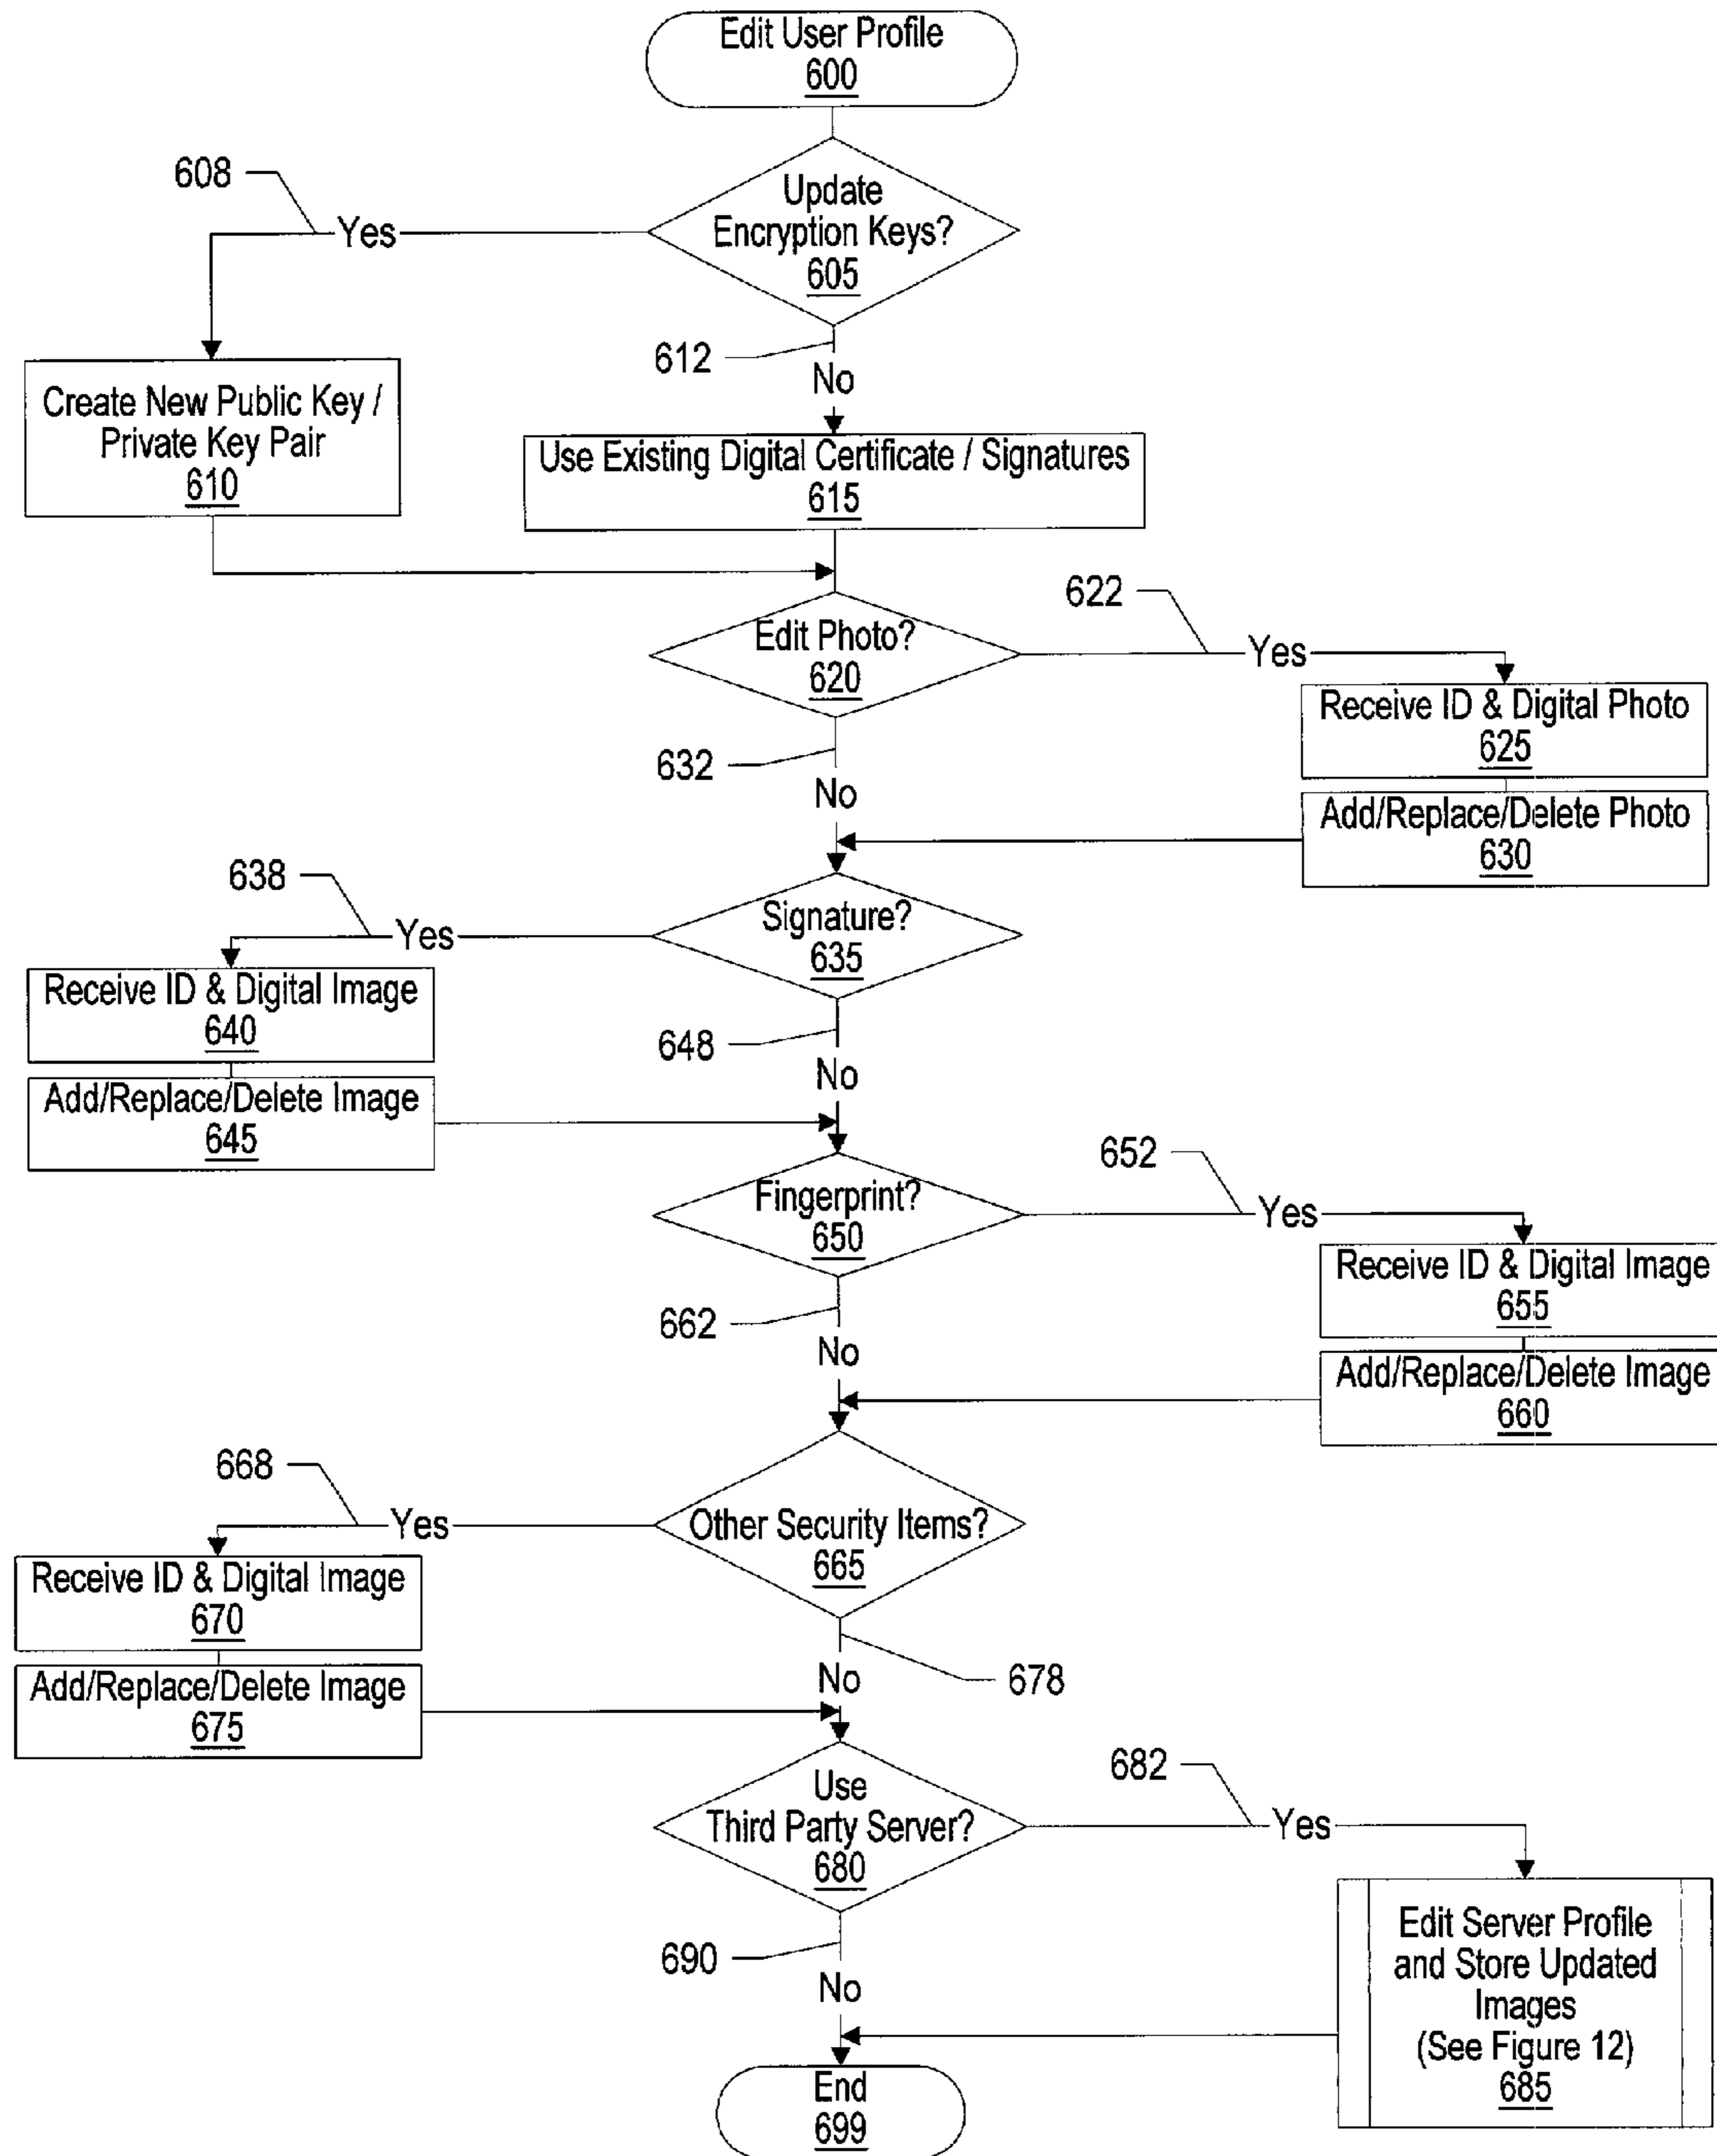 Edit User Profile
600
608
Yes
Update
Encryption Keys?
605
612
No
Create New Public Key /
Private Key Pair
610
Use Existing Digital Certificate / Signatures
615
622
Edit Photo?
620
Yes
Receive ID & Digital Photo
625
632
No
Add/Replace/Delete Photo
630
638
Yes
Signature?
635
Receive ID & Digital Image
640
648
No
Add/Replace/Delete Image
645
652
Fingerprint?
650
Yes
Receive ID & Digital Image
655
662
No
Add/Replace/Delete Image
660
668
Yes
Other Security Items?
665
Receive ID & Digital Image
670
678
No
Add/Replace/Delete Image
675
682
Use
Third Party Server?
680
Yes
690
No
Edit Server Profile
and Store Updated
Images
(See Figure 12)
685
End
699